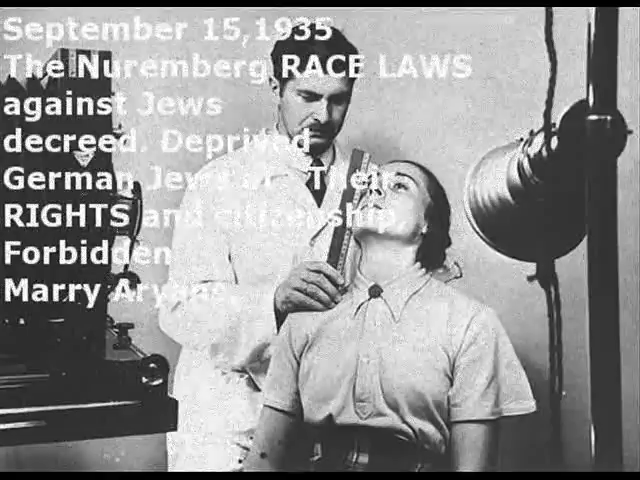 September 15,1935
The Nuremberg RACE LAWS
against Jews
decreed. Deprived
German Jews of Their
RIGHTS and citizenship
Forbidden
Marry Aryans.